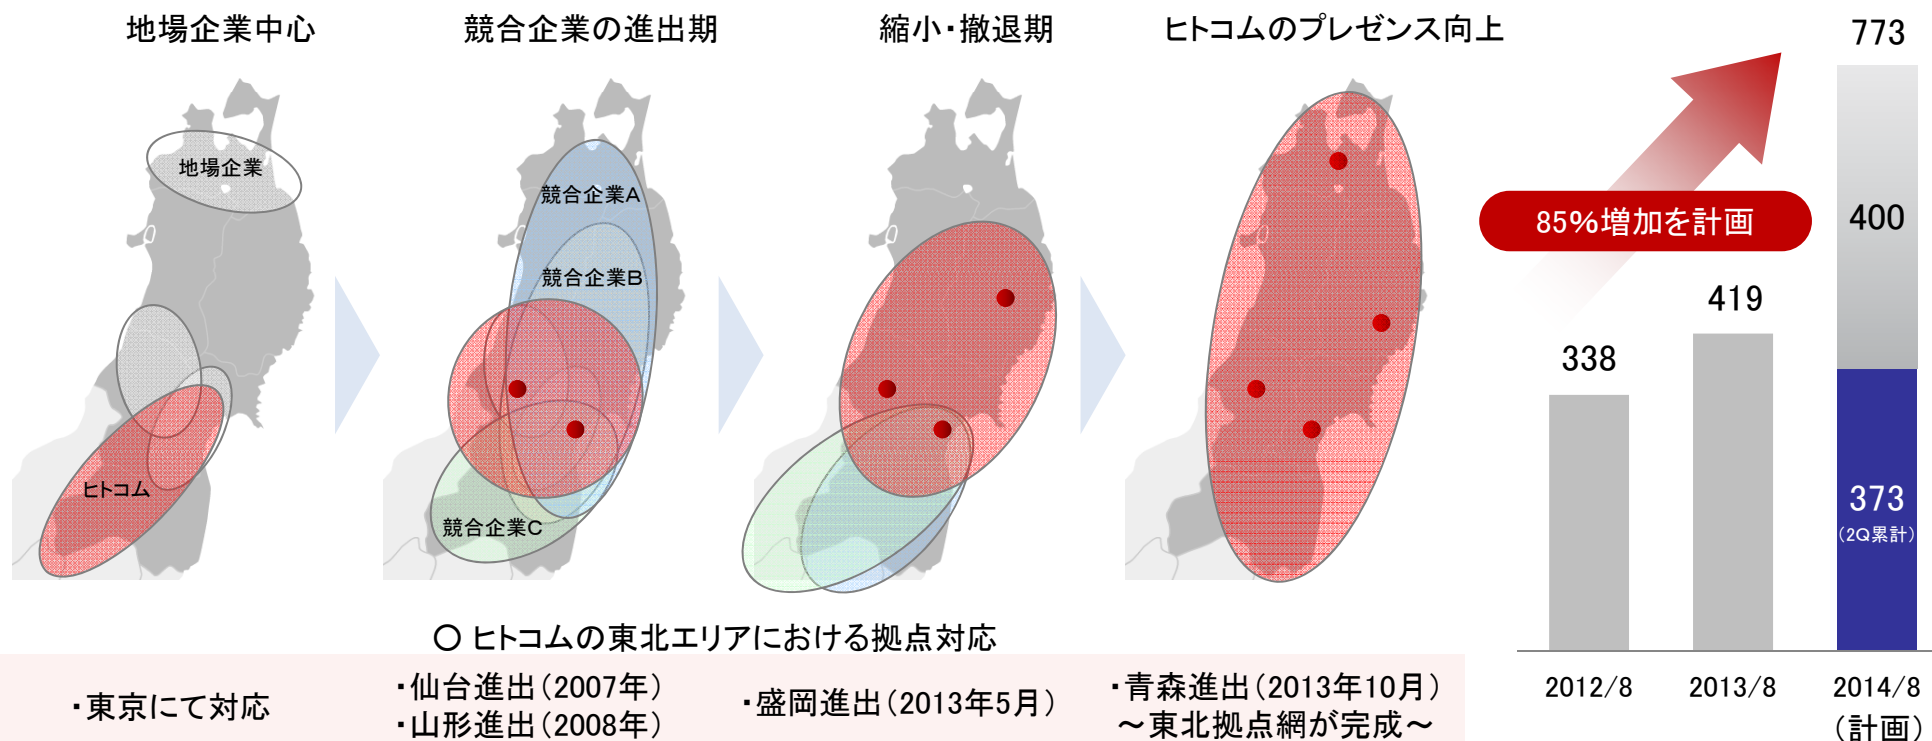 地場企業中心
競合企業の進出期
縮小・撤退期
ヒトコムのプレゼンス向上
地場企業
ヒトコム
競合企業A
競合企業B
競合企業C
773
400
85%増加を計画
419
338
373
(2Q累計)
2012/8
2013/8
2014/8
(計画)
○ ヒトコムの東北エリアにおける拠点対応
・東京にて対応
・仙台進出(2007年)
・山形進出(2008年)
・盛岡進出(2013年5月)
・青森進出(2013年10月)
～東北拠点網が完成～